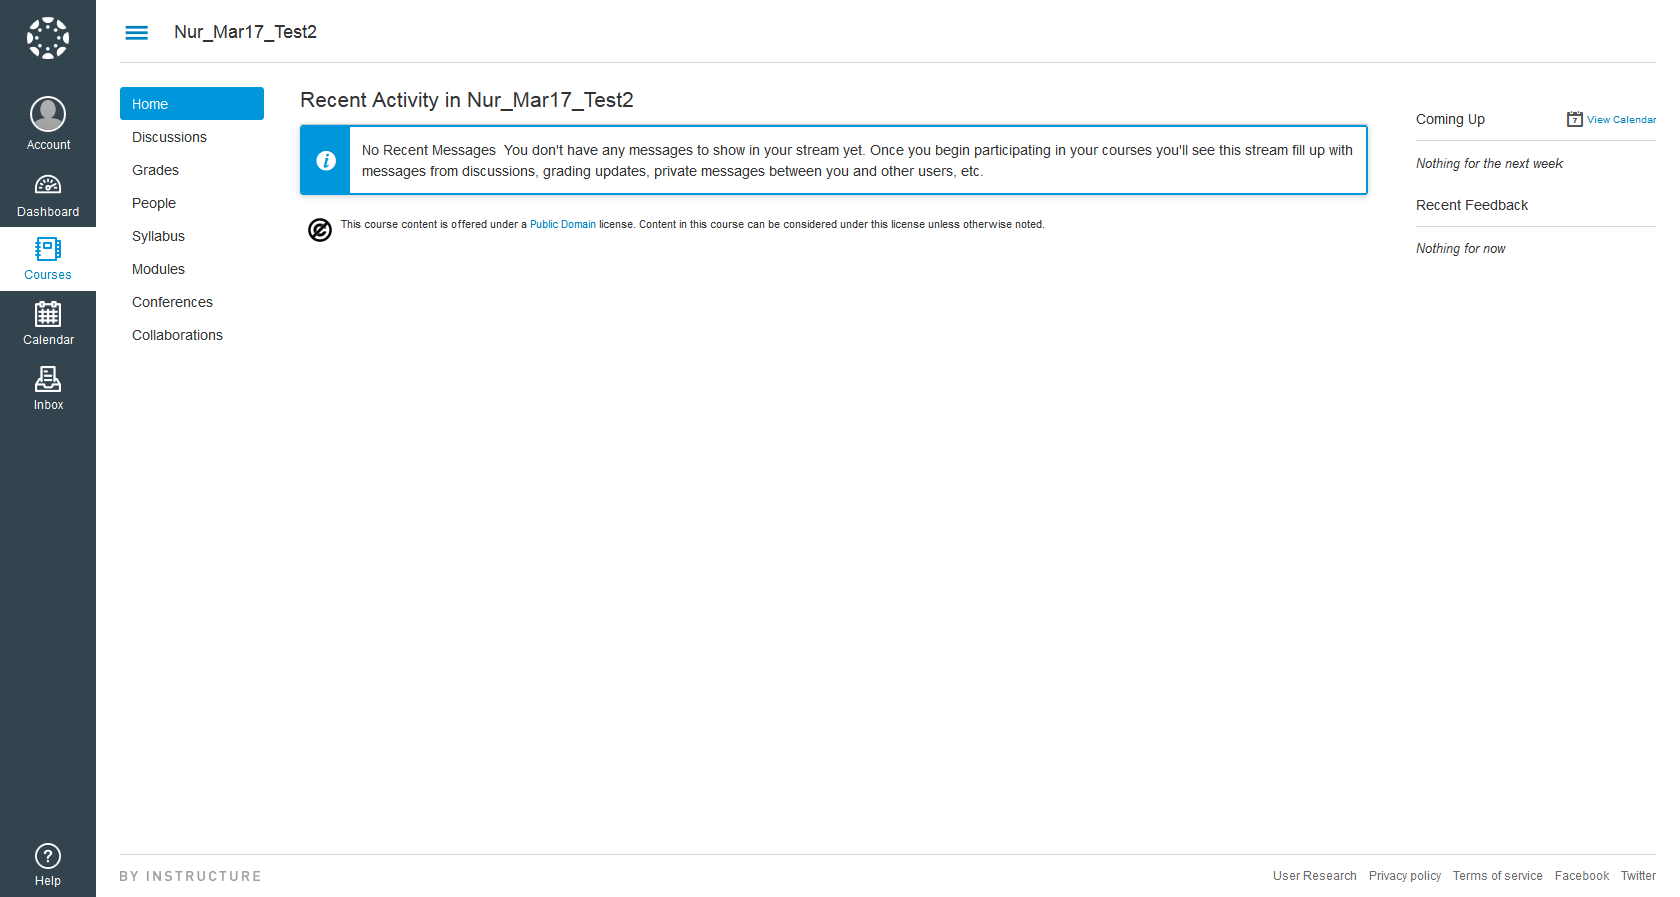 Nur_Mar17_Test2
Account
Dashboard
Courses
Calendar
Inbox
Help
Home
Discussions
Grades
People
Syllabus
Modules
Conferences
Collaborations
Recent Activity in Nur_Mar17_Test2
i
No Recent Messages  You don't have any messages to show in your stream yet. Once you begin participating in your courses you'll see this stream fill up with
messages from discussions, grading updates, private messages between you and other users, etc.
This course content is offered under a Public Domain license. Content in this course can be considered under this license unless otherwise noted.
Coming Up
7 View Calendar
Nothing for the next week
Recent Feedback
Nothing for now
BY INSTRUCTURE
User Research Privacy policy Terms of service Facebook Twitter